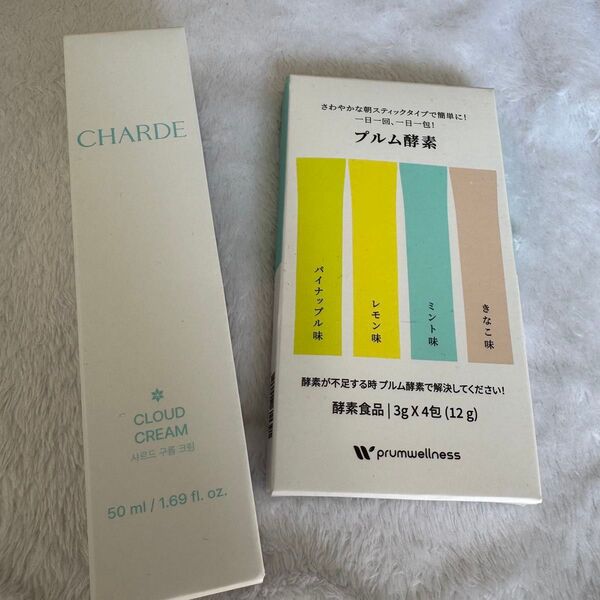 CHARDE
CLOUD
CREAM
샤르드 구름 크림
50 ml / 1.69 fl. oz.
さわやかな朝スティックタイプで簡単に!
一日一回、一日一包!
プルム酵素
パイナップル味
レモン味
ミント味
きなこ味
酵素が不足する時 プルム酵素で解決してください!
酵素食品 | 3g X 4包 (12 g)
prumwellness